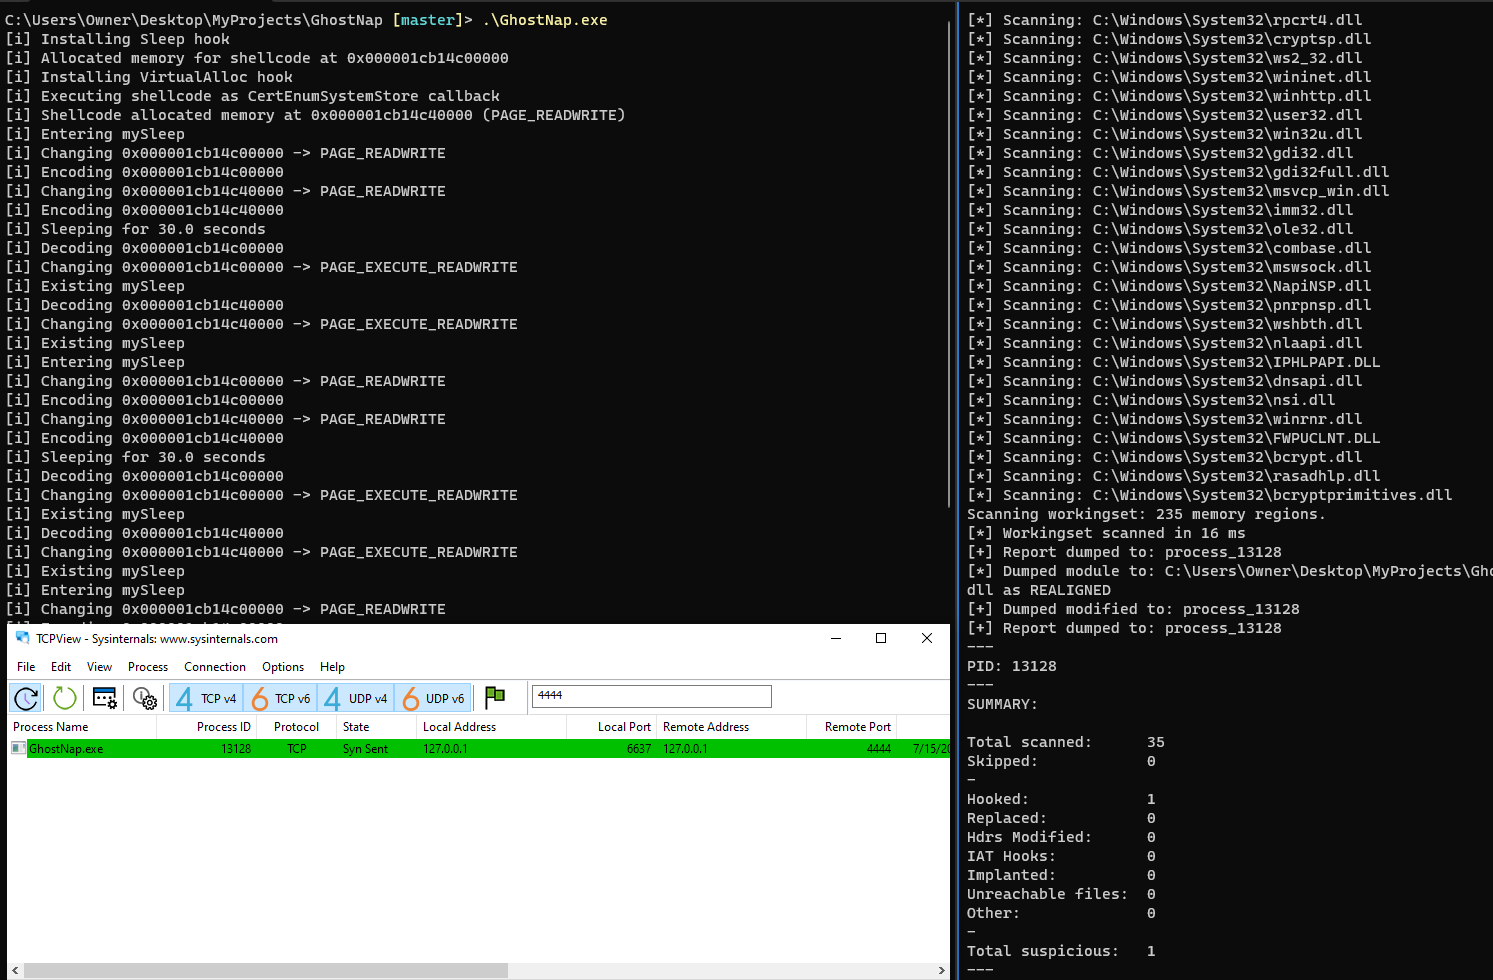 C:\Users\Owner\Desktop\MyProjects\GhostNap [master]> .\GhostNap.exe
[i] Installing Sleep hook
[i] Allocated memory for shellcode at 0x000001cb14c00000
[i] Installing VirtualAlloc hook
[i] Executing shellcode as CertEnumSystemStore callback
[i] Shellcode allocated memory at 0x000001cb14c40000 (PAGE_READWRITE)
[i] Entering mySleep
[i] Changing 0x000001cb14c00000 -> PAGE_READWRITE
[i] Encoding 0x000001cb14c00000
[i] Changing 0x000001cb14c40000 -> PAGE_READWRITE
[i] Encoding 0x000001cb14c40000
[i] Sleeping for 30.0 seconds
[i] Decoding 0x000001cb14c00000
[i] Changing 0x000001cb14c00000 -> PAGE_EXECUTE_READWRITE
[i] Existing mySleep
[i] Decoding 0x000001cb14c40000
[i] Changing 0x000001cb14c40000 -> PAGE_EXECUTE_READWRITE
[i] Existing mySleep
[i] Entering mySleep
[i] Changing 0x000001cb14c00000 -> PAGE_READWRITE
[i] Encoding 0x000001cb14c00000
[i] Changing 0x000001cb14c40000 -> PAGE_READWRITE
[i] Encoding 0x000001cb14c40000
[i] Sleeping for 30.0 seconds
[i] Decoding 0x000001cb14c00000
[i] Changing 0x000001cb14c00000 -> PAGE_EXECUTE_READWRITE
[i] Existing mySleep
[i] Decoding 0x000001cb14c40000
[i] Changing 0x000001cb14c40000 -> PAGE_EXECUTE_READWRITE
[i] Existing mySleep
[i] Entering mySleep
[i] Changing 0x000001cb14c00000 -> PAGE_READWRITE
TCPView - Sysinternals: www.sysinternals.com
File Edit View Process Connection Options Help
4 TCP v4 6 TCP v6 4 UDP v4 6 UDP v6 4444
Process Name Process ID Protocol State Local Address Local Port Remote Address Remote Port
GhostNap.exe 13128 TCP Syn Sent 127.0.0.1 6637 127.0.0.1 4444 7/15/20
[*] Scanning: C:\Windows\System32\rpcrt4.dll
[*] Scanning: C:\Windows\System32\cryptsp.dll
[*] Scanning: C:\Windows\System32\ws2_32.dll
[*] Scanning: C:\Windows\System32\wininet.dll
[*] Scanning: C:\Windows\System32\winhttp.dll
[*] Scanning: C:\Windows\System32\user32.dll
[*] Scanning: C:\Windows\System32\win32u.dll
[*] Scanning: C:\Windows\System32\gdi32.dll
[*] Scanning: C:\Windows\System32\gdi32full.dll
[*] Scanning: C:\Windows\System32\msvcp_win.dll
[*] Scanning: C:\Windows\System32\imm32.dll
[*] Scanning: C:\Windows\System32\ole32.dll
[*] Scanning: C:\Windows\System32\combase.dll
[*] Scanning: C:\Windows\System32\mswsock.dll
[*] Scanning: C:\Windows\System32\NapiNSP.dll
[*] Scanning: C:\Windows\System32\pnrpnsp.dll
[*] Scanning: C:\Windows\System32\wshbth.dll
[*] Scanning: C:\Windows\System32\nlaapi.dll
[*] Scanning: C:\Windows\System32\IPHLPAPI.DLL
[*] Scanning: C:\Windows\System32\dnsapi.dll
[*] Scanning: C:\Windows\System32\nsi.dll
[*] Scanning: C:\Windows\System32\winrnr.dll
[*] Scanning: C:\Windows\System32\FWPUCLNT.DLL
[*] Scanning: C:\Windows\System32\bcrypt.dll
[*] Scanning: C:\Windows\System32\rasadhlp.dll
[*] Scanning: C:\Windows\System32\bcryptprimitives.dll
Scanning workingset: 235 memory regions.
[*] Workingset scanned in 16 ms
[+] Report dumped to: process_13128
[*] Dumped module to: C:\Users\Owner\Desktop\MyProjects\Gho
dll as REALIGNED
[+] Dumped modified to: process_13128
[+] Report dumped to: process_13128
---
PID: 13128
---
SUMMARY:
Total scanned: 35
Skipped: 0
-
Hooked: 1
Replaced: 0
Hdrs Modified: 0
IAT Hooks: 0
Implanted: 0
Unreachable files: 0
Other: 0
-
Total suspicious: 1
---